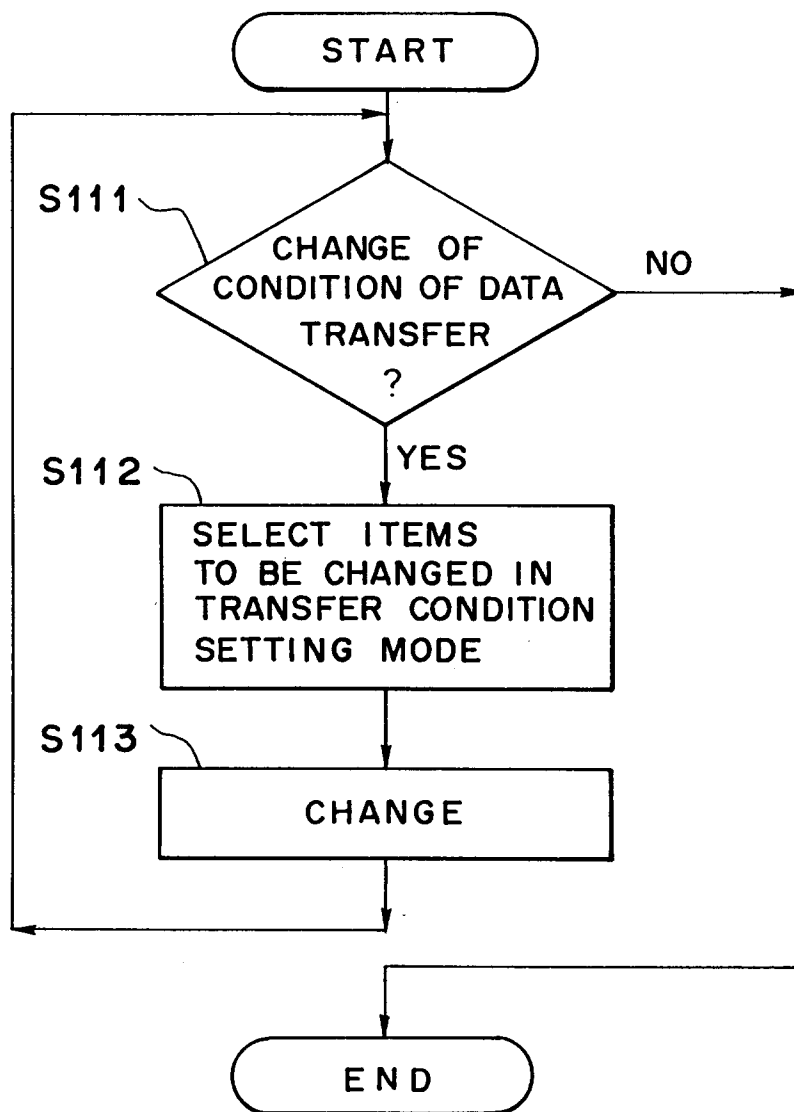 START
S111
CHANGE OF
CONDITION OF DATA
TRANSFER
?
NO
YES
S112
SELECT ITEMS
TO BE CHANGED IN
TRANSFER CONDITION
SETTING MODE
S113
CHANGE
END